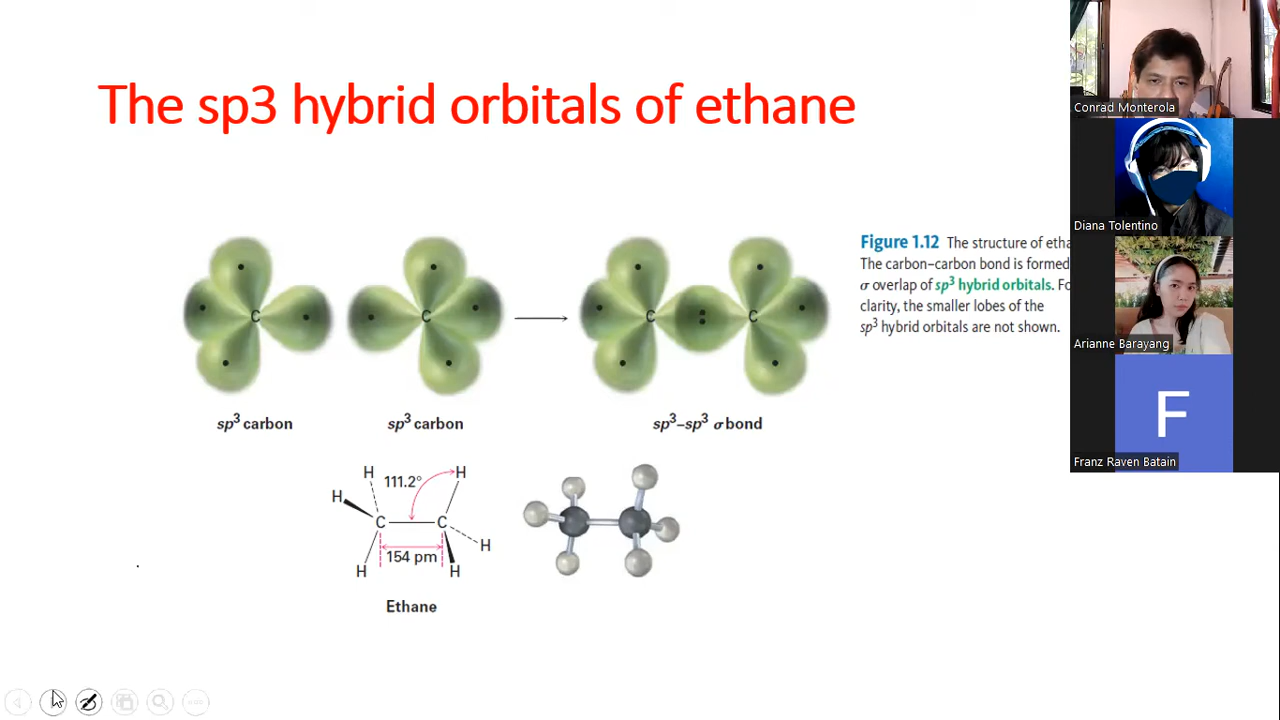 The sp3 hybrid orbitals of ethane
Conrad Monterola
Diana Tolentino
Arianne Barayang
F
Franz Raven Batain
Figure 1.12 The structure of etha
The carbon–carbon bond is formed
σ overlap of sp³ hybrid orbitals. Fo
clarity, the smaller lobes of the
sp³ hybrid orbitals are not shown.
C C C C
sp³ carbon sp³ carbon sp³–sp³ σ bond
H 111.2° H
H
C C
H
154 pm
H H
Ethane